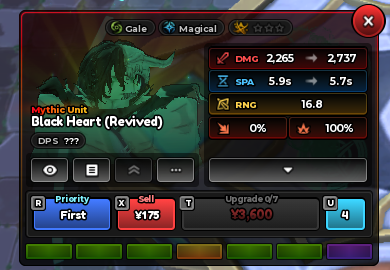 Gale Magical
DMG 2,265 → 2,737
SPA 5.9s → 5.7s
RNG 16.8
0% 100%
Mythic Unit
Black Heart (Revived)
DPS ???
R Priority First
X Sell ¥175
T Upgrade 0/7 ¥3,600
U 4